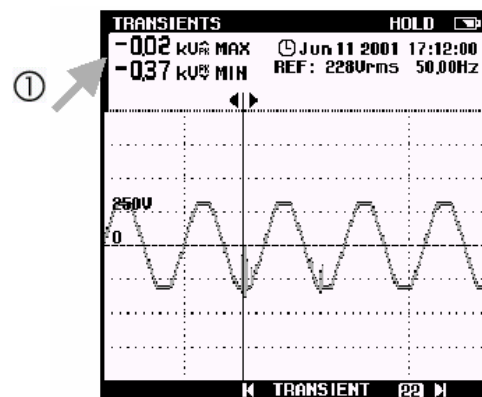 TRANSIENTS HOLD
-0,02 kV MAX Jun 11 2001 17:12:00
-0,37 kV MIN REF: 228Vrms 50,00Hz
①
250V
0
TRANSIENT 22